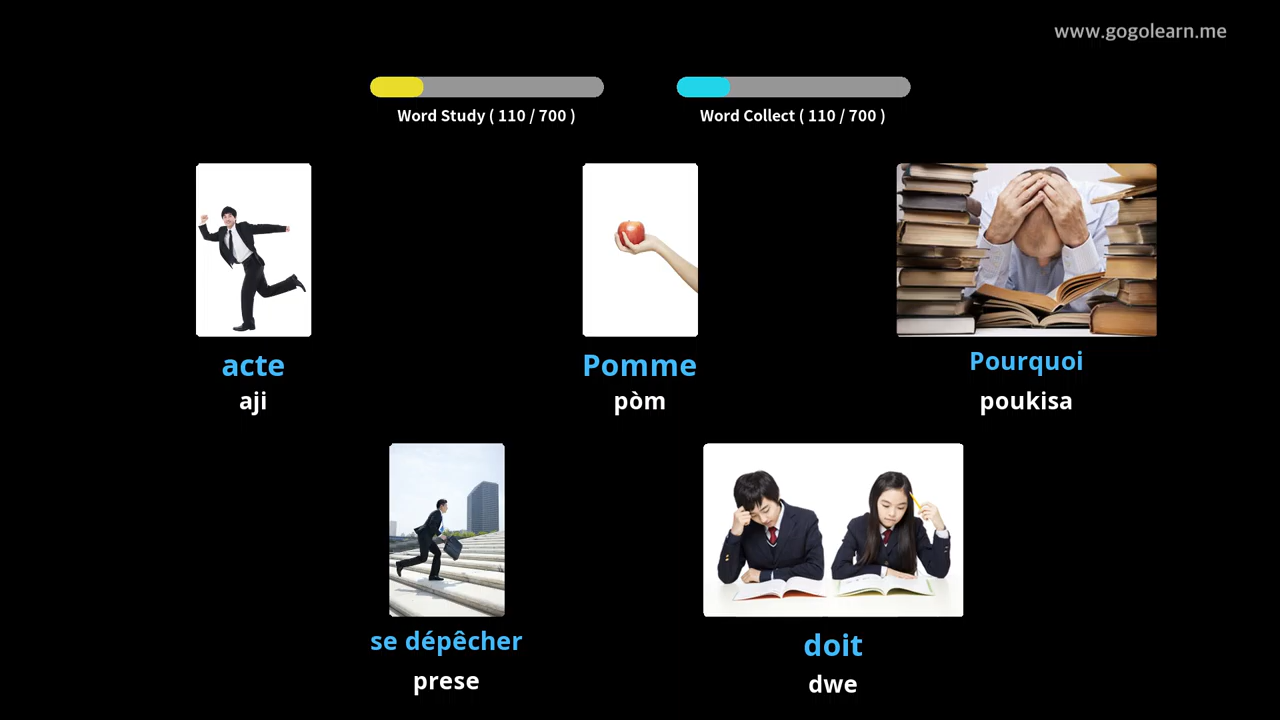 www.gogolearn.me
Word Study ( 110 / 700 )
Word Collect ( 110 / 700 )
acte
aji
Pomme
pòm
Pourquoi
poukisa
se dépêcher
prese
doit
dwe